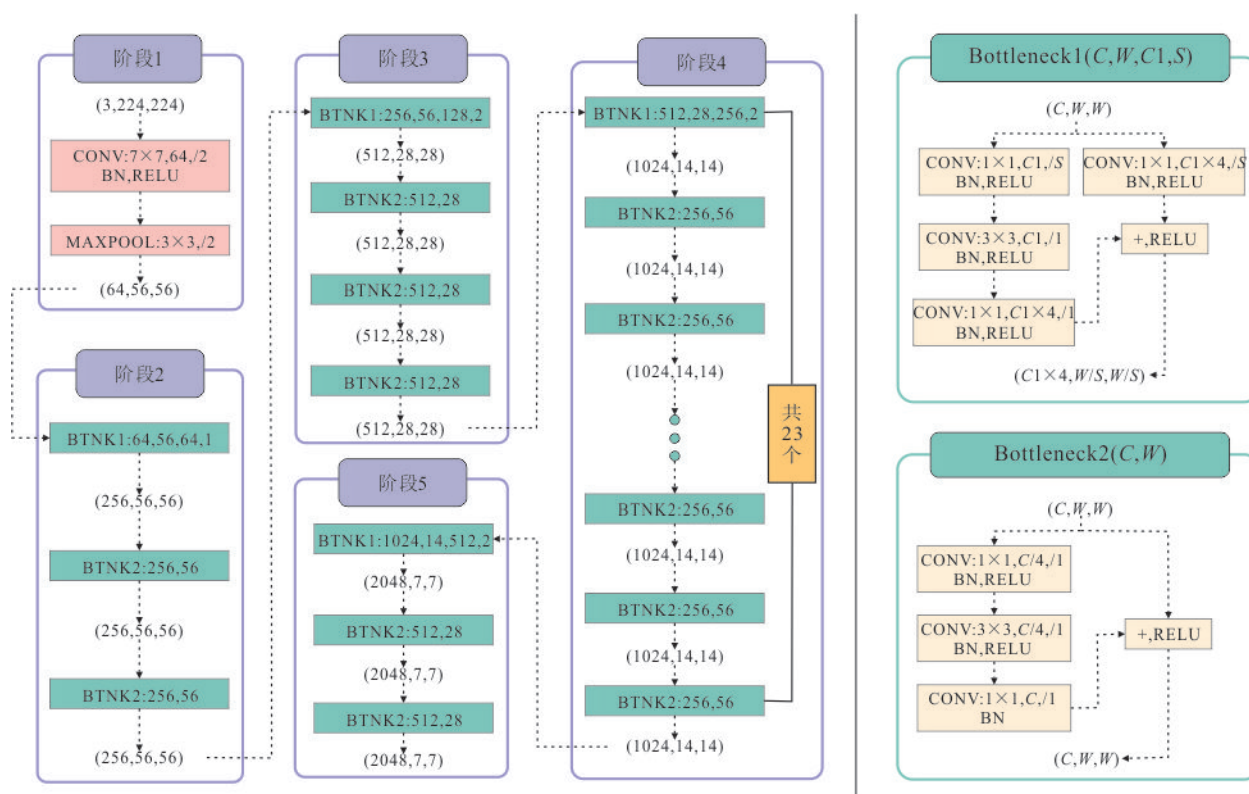 阶段1
(3,224,224)
CONV:7×7,64,/2
BN,RELU
MAXPOOL:3×3,/2
(64,56,56)
阶段2
BTNK1:64,56,64,1
(256,56,56)
BTNK2:256,56
(256,56,56)
BTNK2:256,56
(256,56,56)
阶段3
BTNK1:256,56,128,2
(512,28,28)
BTNK2:512,28
(512,28,28)
BTNK2:512,28
(512,28,28)
BTNK2:512,28
(512,28,28)
阶段5
BTNK1:1024,14,512,2
(2048,7,7)
BTNK2:512,28
(2048,7,7)
BTNK2:512,28
(2048,7,7)
阶段4
BTNK1:512,28,256,2
(1024,14,14)
BTNK2:256,56
(1024,14,14)
BTNK2:256,56
(1024,14,14)
BTNK2:256,56
(1024,14,14)
BTNK2:256,56
(1024,14,14)
BTNK2:256,56
(1024,14,14)
共
23
个
Bottleneck1(C,W,C1,S)
(C,W,W)
CONV:1×1,C1,/S
BN,RELU
CONV:1×1,C1×4,/S
BN,RELU
CONV:3×3,C1,/1
BN,RELU
+,RELU
CONV:1×1,C1×4,/1
BN,RELU
(C1×4,W/S,W/S)
Bottleneck2(C,W)
(C,W,W)
CONV:1×1,C/4,/1
BN,RELU
CONV:3×3,C/4,/1
BN,RELU
+,RELU
CONV:1×1,C,/1
BN
(C,W,W)